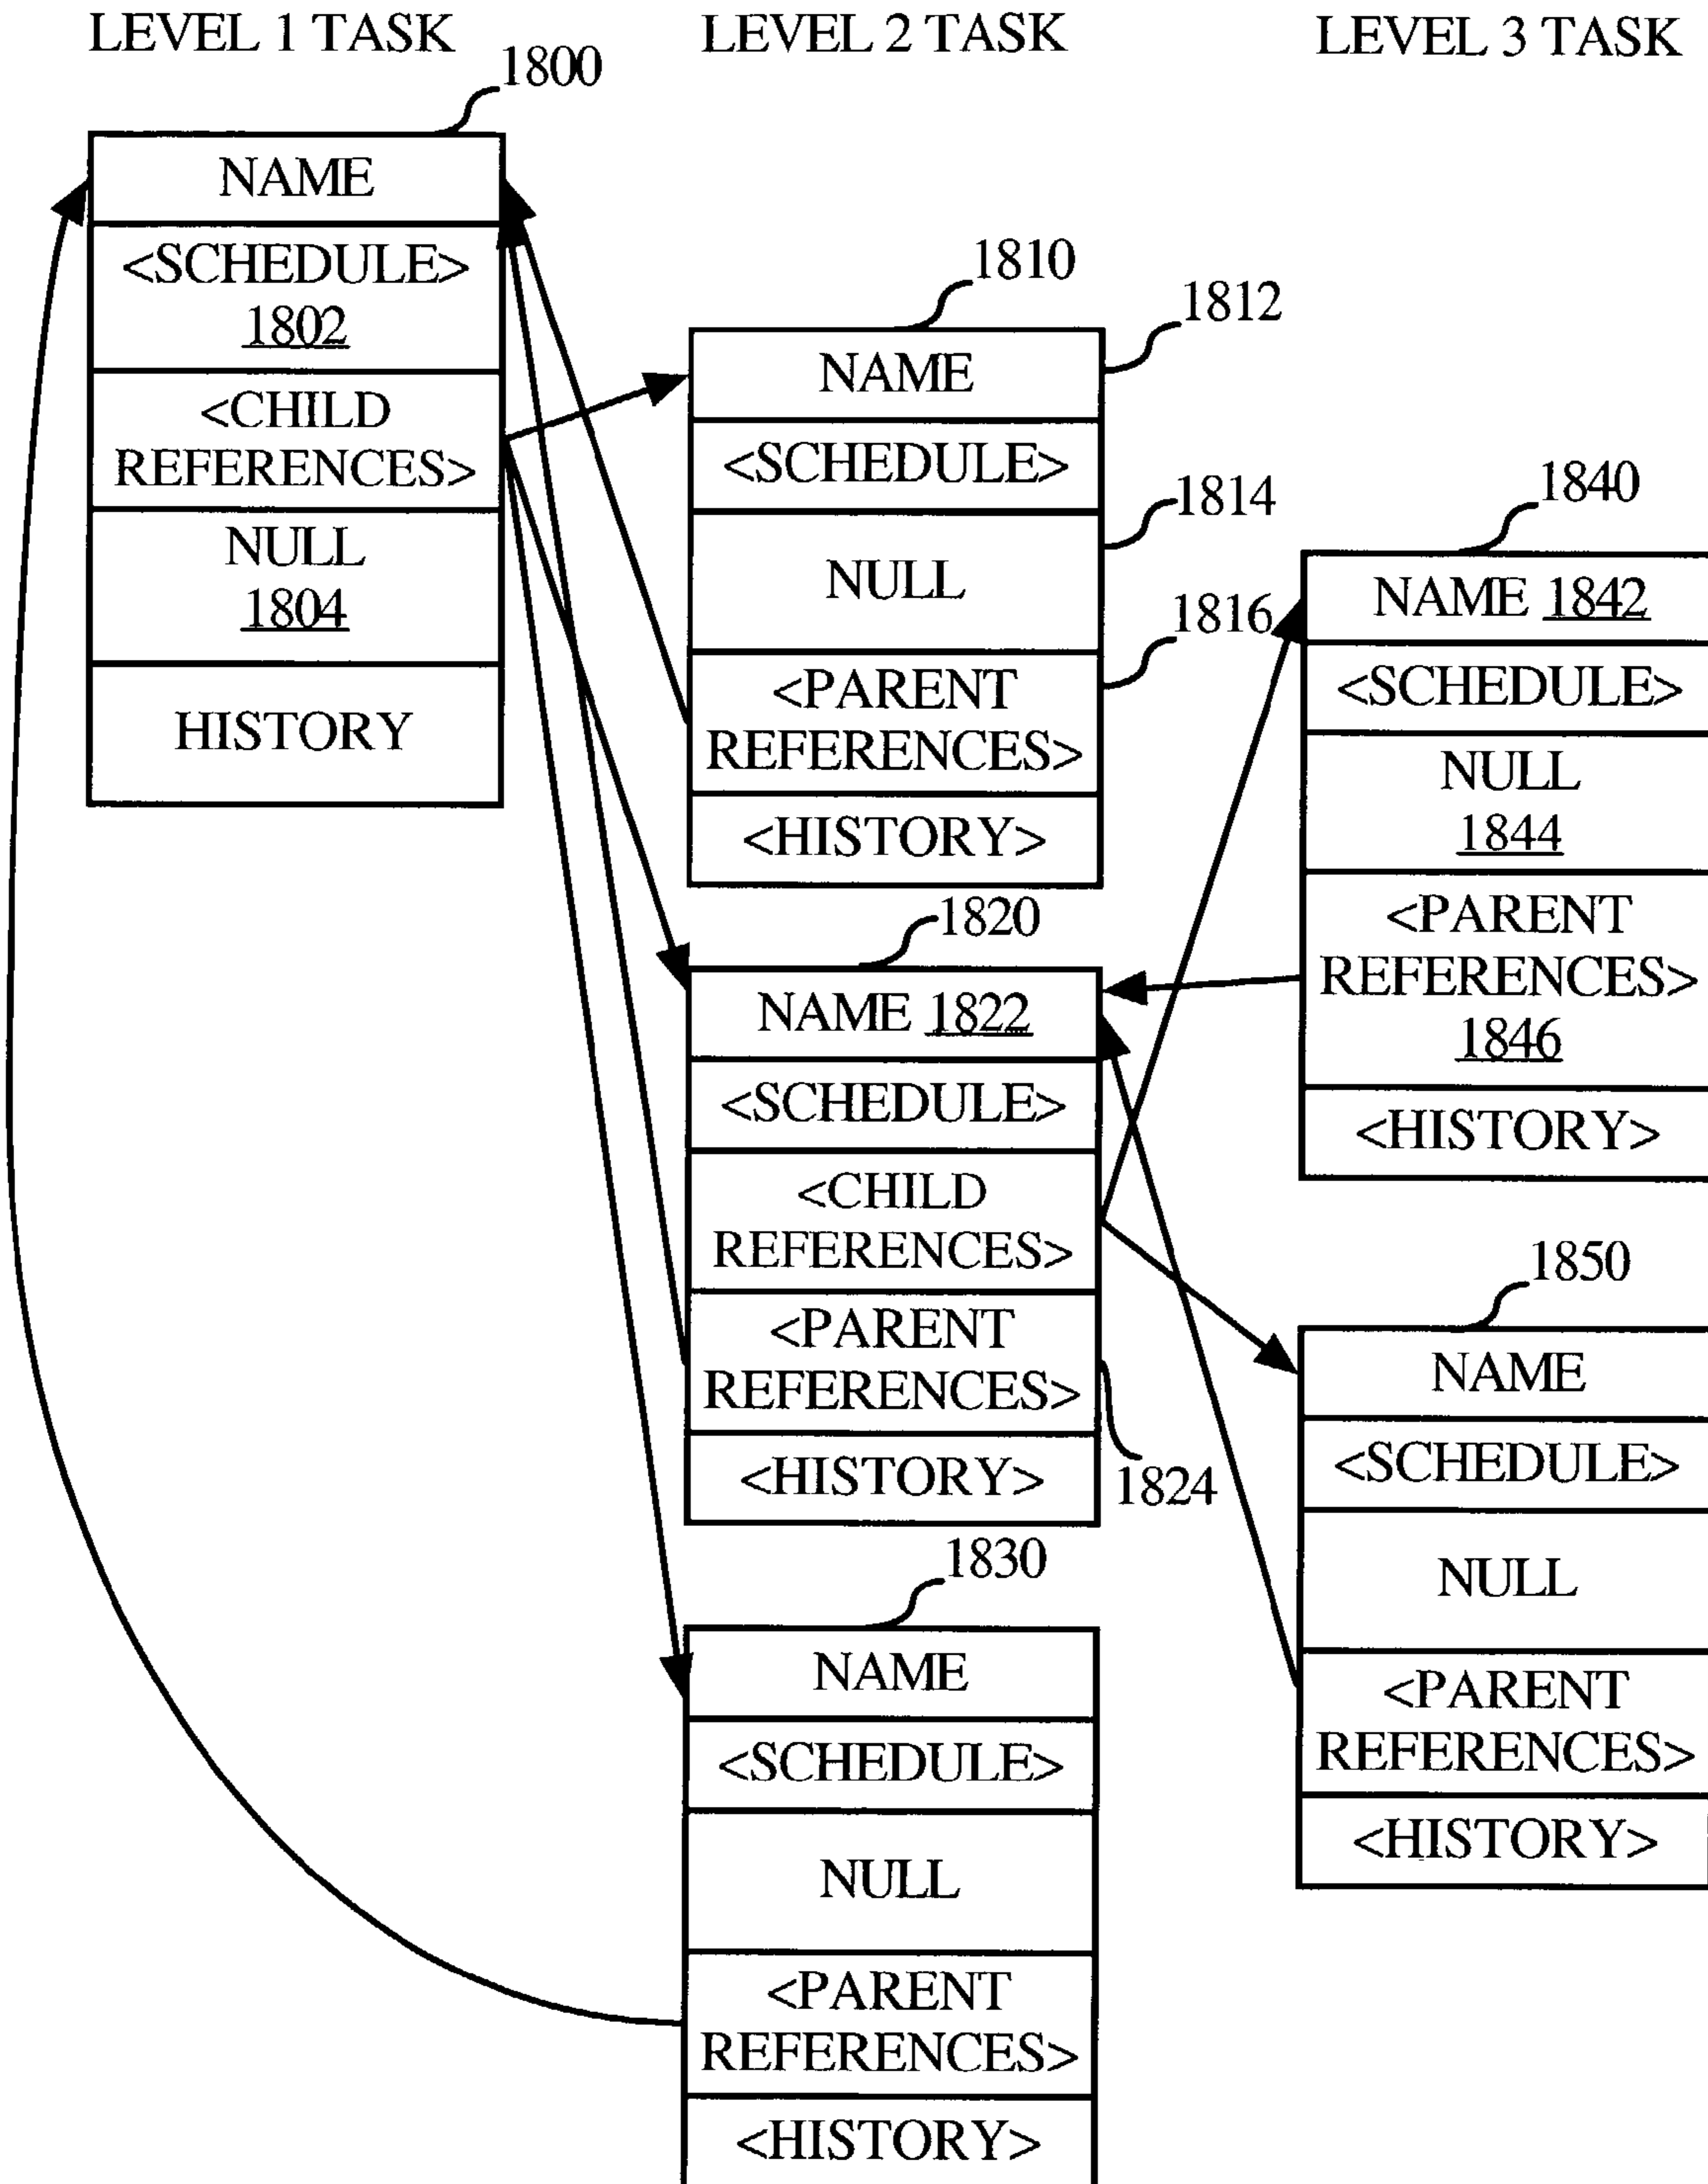 LEVEL 1 TASK
1800
NAME
<SCHEDULE>
1802
<CHILD
REFERENCES>
NULL
1804
HISTORY
LEVEL 2 TASK
1810
1812
NAME
<SCHEDULE>
1814
NULL
1816
<PARENT
REFERENCES>
<HISTORY>
1820
NAME 1822
<SCHEDULE>
<CHILD
REFERENCES>
<PARENT
REFERENCES>
1824
<HISTORY>
1830
NAME
<SCHEDULE>
NULL
<PARENT
REFERENCES>
<HISTORY>
LEVEL 3 TASK
1840
NAME 1842
<SCHEDULE>
NULL
1844
<PARENT
REFERENCES>
1846
<HISTORY>
1850
NAME
<SCHEDULE>
NULL
<PARENT
REFERENCES>
<HISTORY>